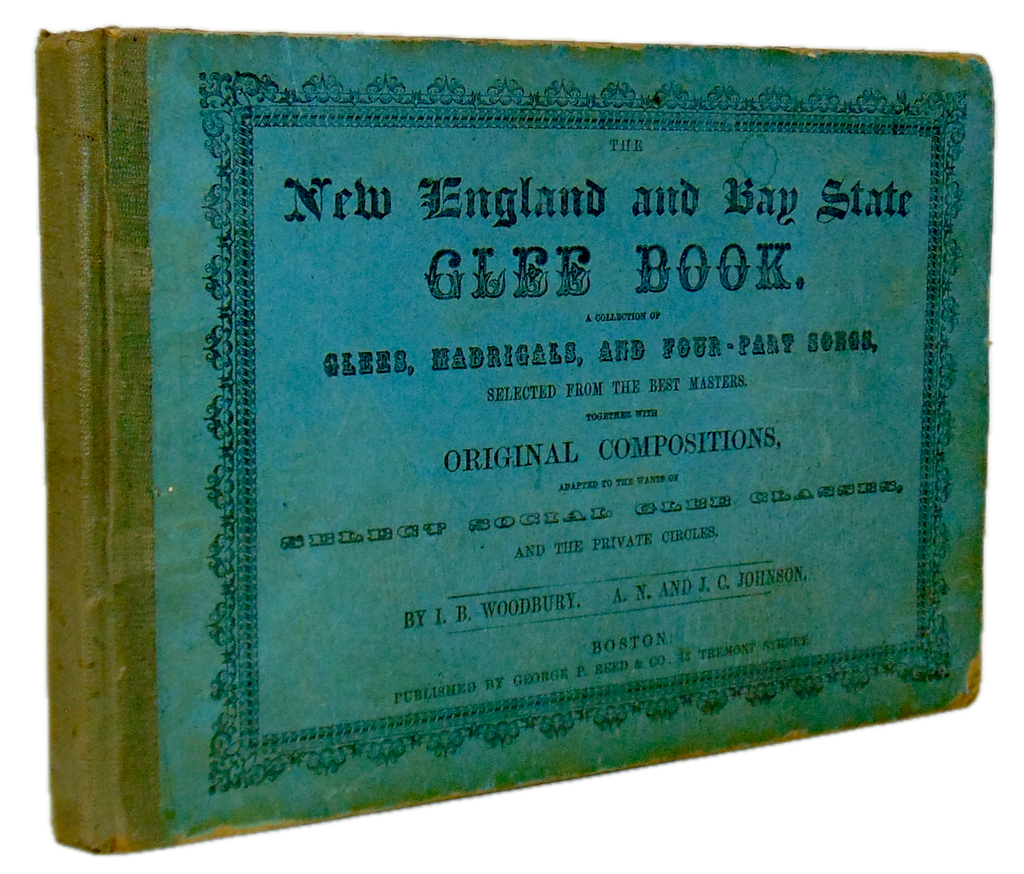 THE
New England and Bay State
GLEE BOOK.
A COLLECTION OF
GLEES, MADRIGALS, AND FOUR-PART SONGS,
SELECTED FROM THE BEST MASTERS.
TOGETHER WITH
ORIGINAL COMPOSITIONS,
ADAPTED TO THE WANTS OF
SELECT SOCIAL GLEE CLASSES,
AND THE PRIVATE CIRCLES.
BY I. B. WOODBURY. A. N. AND J. C. JOHNSON.
BOSTON:
PUBLISHED BY GEORGE P. REED & CO. TREMONT STREET.